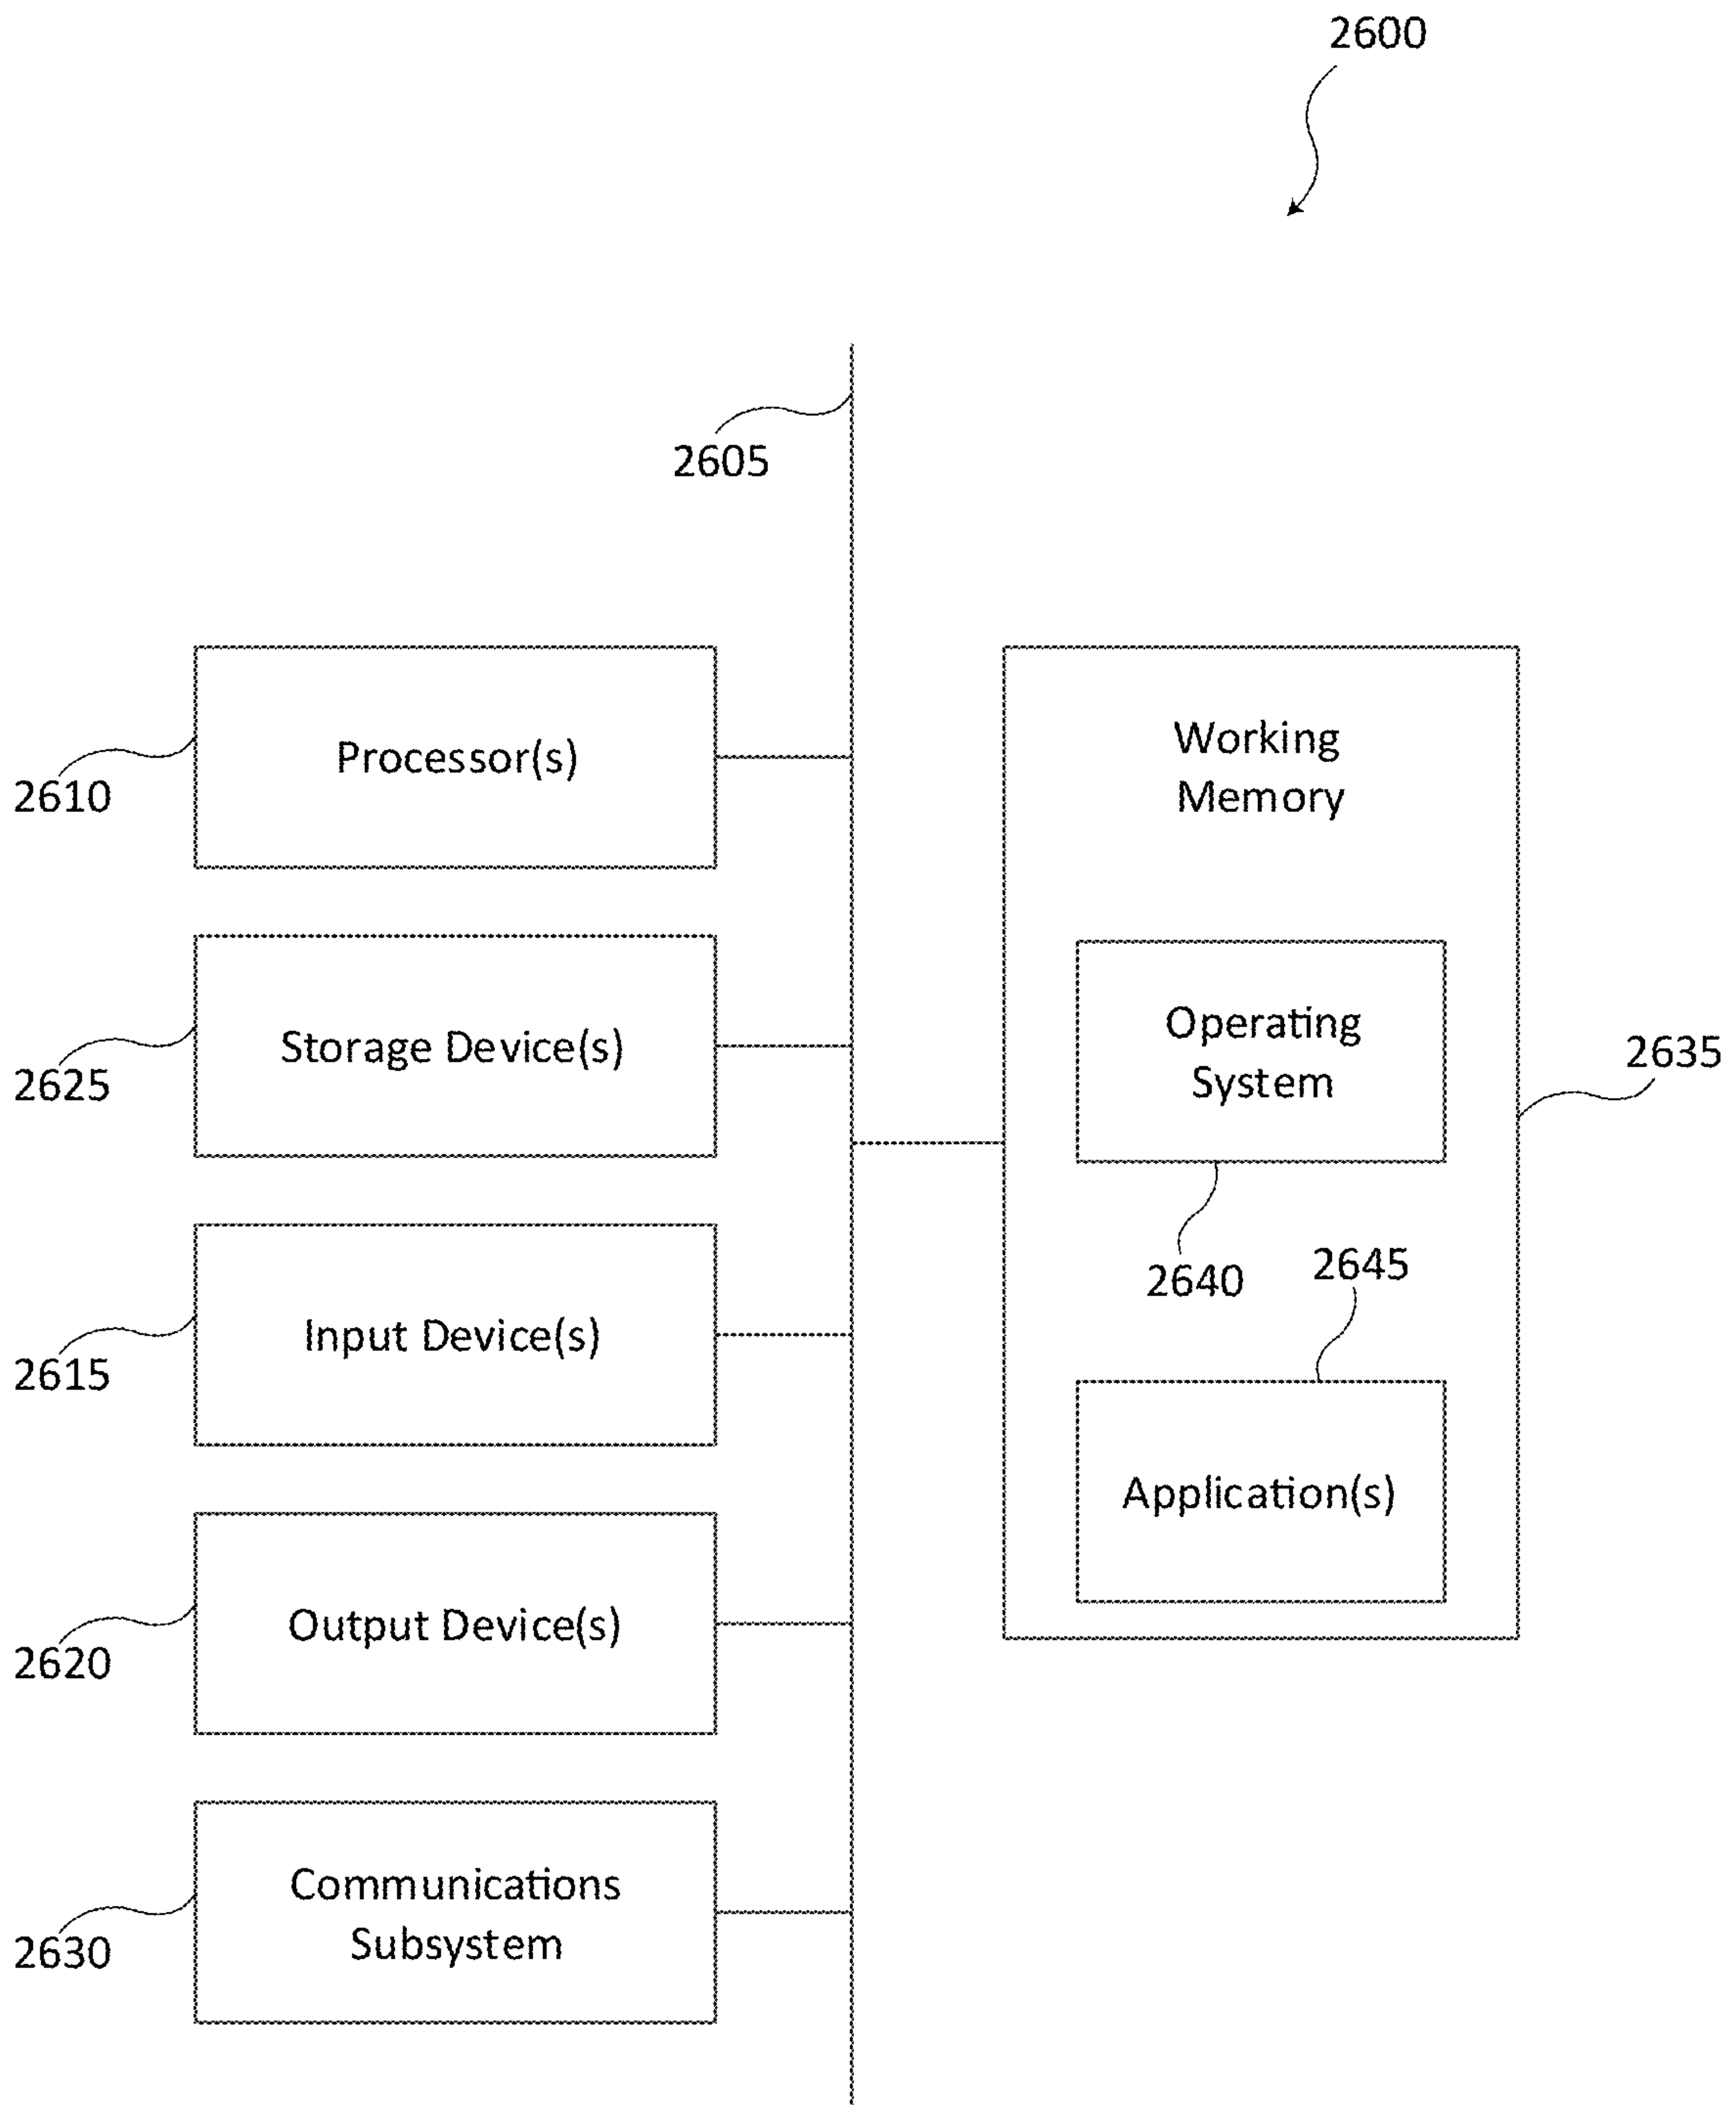 2600
2605
Processor(s)
2610
Working
Memory
Storage Device(s)
2625
Operating
System
2635
2640
2645
Input Device(s)
2615
Application(s)
Output Device(s)
2620
Communications
Subsystem
2630